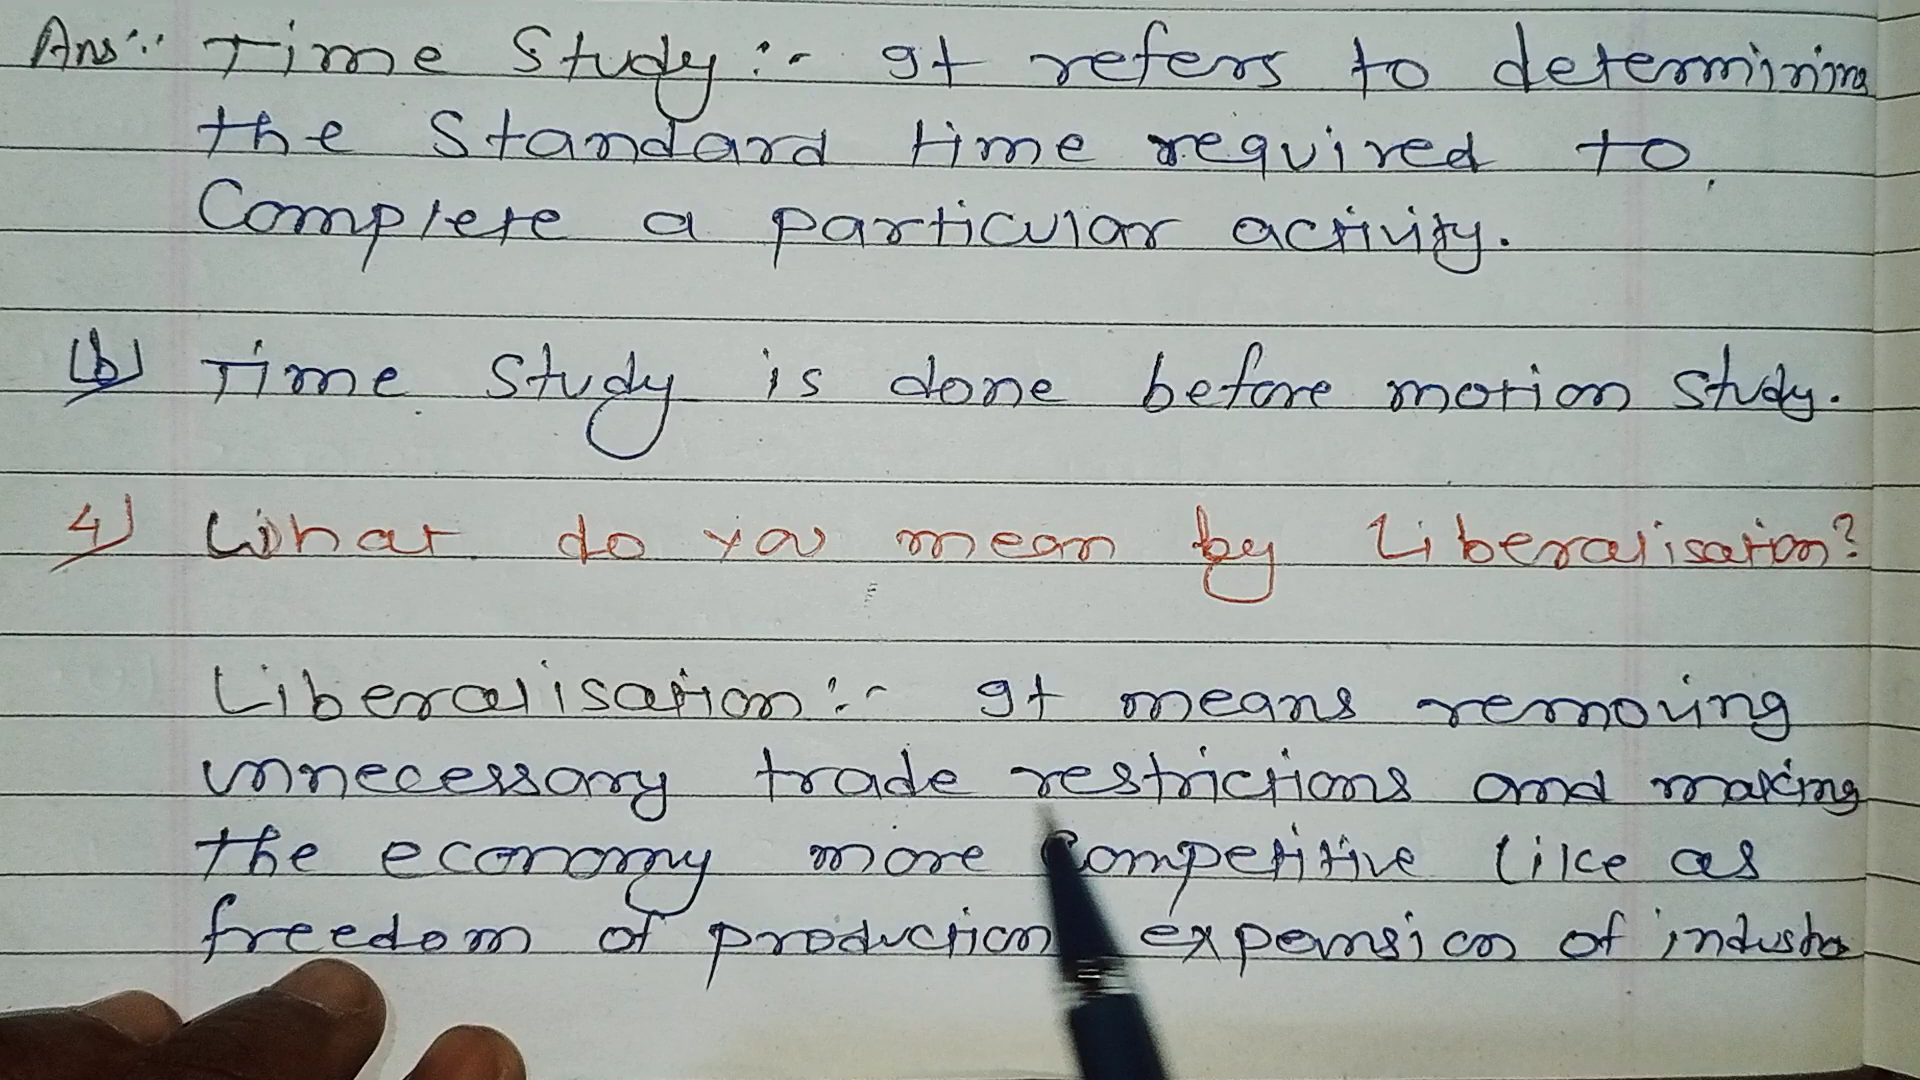 Ans:. Time Study:- It refers to determining
the Standard time required to
Complete a particular activity.
(b) Time Study is done before motion Study.
4) What do you mean by Liberalisation?
Liberalisation:- It means removing
unnecessary trade restrictions and making
the economy more Competitive like as
freedom of production expansion of industry